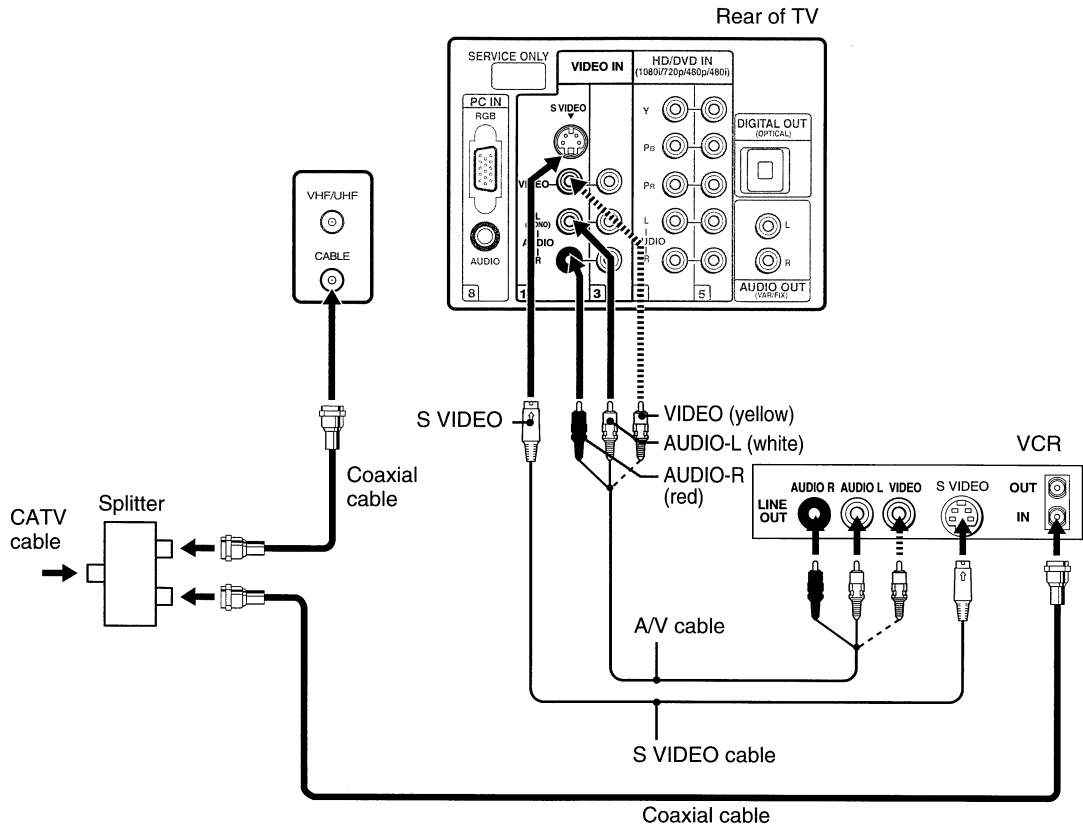 Rear of TV
SERVICE ONLY
VIDEO IN
HD/DVD IN
(1080i/720p/480p/480i)
PC IN
RGB
S VIDEO
Y
DIGITAL OUT
(OPTICAL)
PB
VIDEO
PR
VHF/UHF
L
(MONO)
L
L
AUDIO
AUDIO
CABLE
AUDIO
R
R
R
AUDIO OUT
(VAR/FIX)
8
1
3
5
S VIDEO
VIDEO (yellow)
AUDIO-L (white)
AUDIO-R
(red)
VCR
Coaxial
cable
AUDIO R
AUDIO L
VIDEO
S VIDEO
OUT
LINE
OUT
IN
Splitter
CATV
cable
A/V cable
S VIDEO cable
Coaxial cable